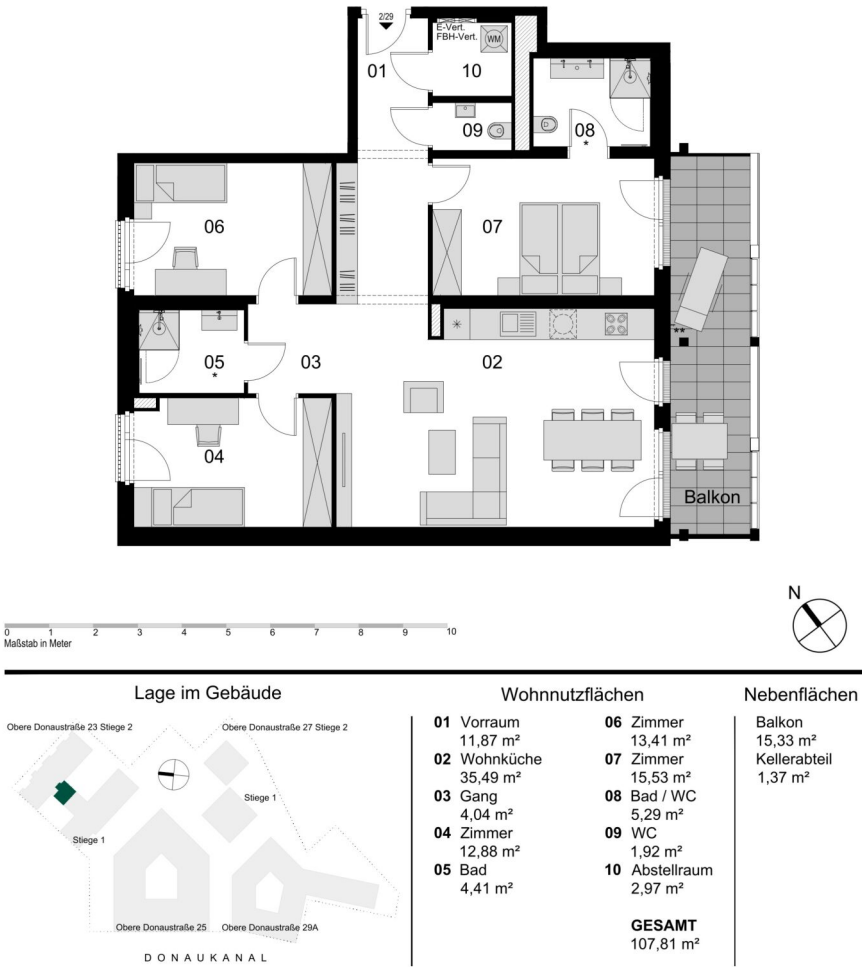 2/29
E-Vert.
FBH-Vert.
WM
01
10
09
08
*
06
07
05
*
03
02
*
**
04
Balkon
N
0 1 2 3 4 5 6 7 8 9 10
Maßstab in Meter
Lage im Gebäude
Obere Donaustraße 23 Stiege 2
Obere Donaustraße 27 Stiege 2
Stiege 1
Stiege 1
Obere Donaustraße 25
Obere Donaustraße 29A
DONAUKANAL
Wohnnutzflächen
01 Vorraum
11,87 m²
02 Wohnküche
35,49 m²
03 Gang
4,04 m²
04 Zimmer
12,88 m²
05 Bad
4,41 m²
06 Zimmer
13,41 m²
07 Zimmer
15,53 m²
08 Bad / WC
5,29 m²
09 WC
1,92 m²
10 Abstellraum
2,97 m²
GESAMT
107,81 m²
Nebenflächen
Balkon
15,33 m²
Kellerabteil
1,37 m²